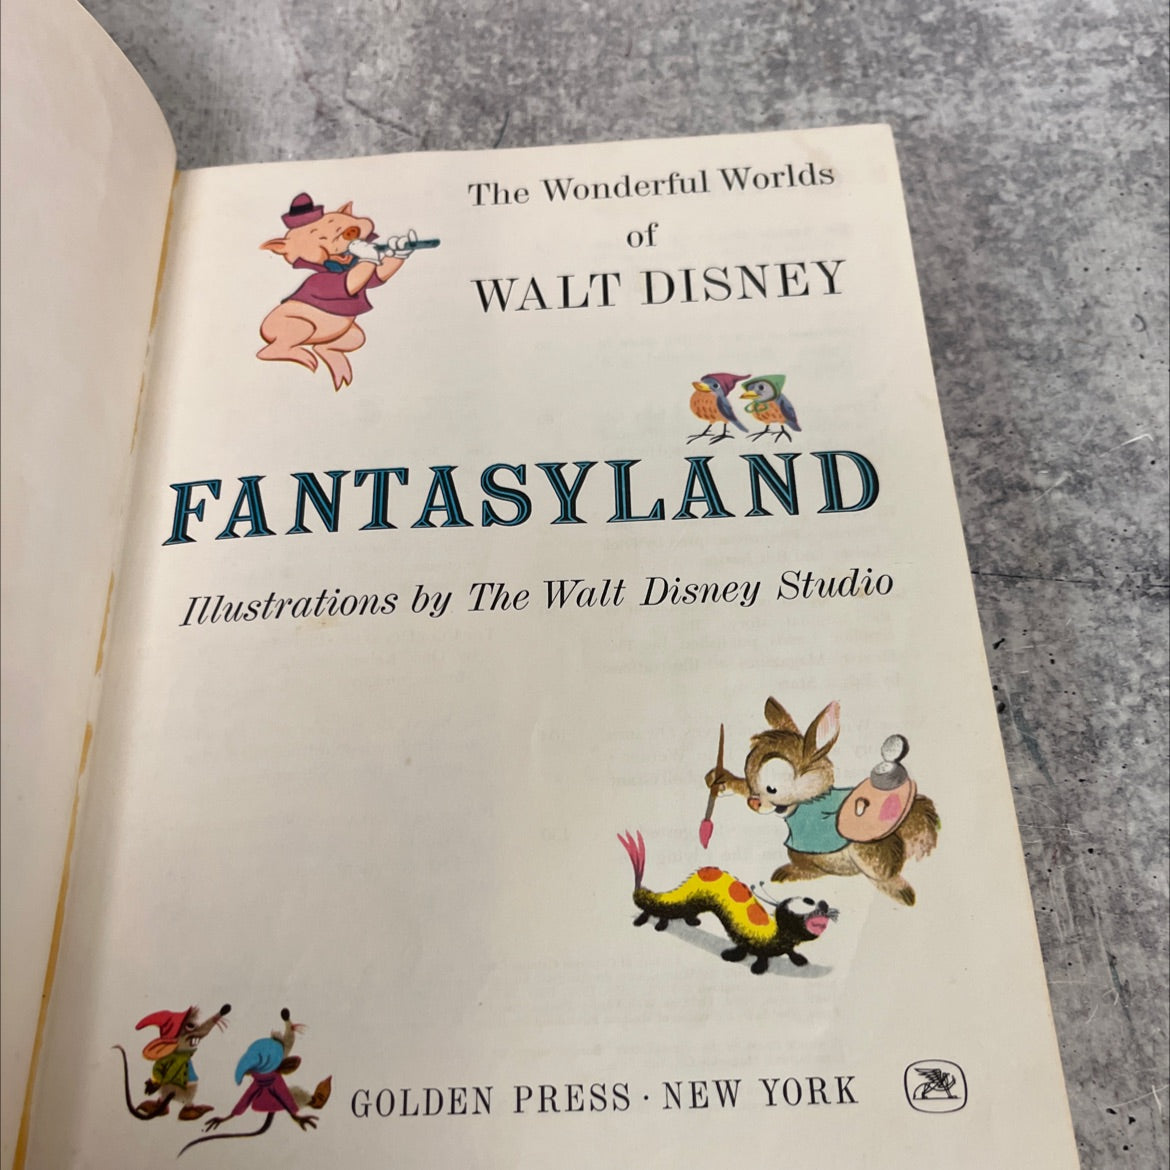 The Wonderful Worlds
of
WALT DISNEY
FANTASYLAND
Illustrations by The Walt Disney Studio
GOLDEN PRESS · NEW YORK